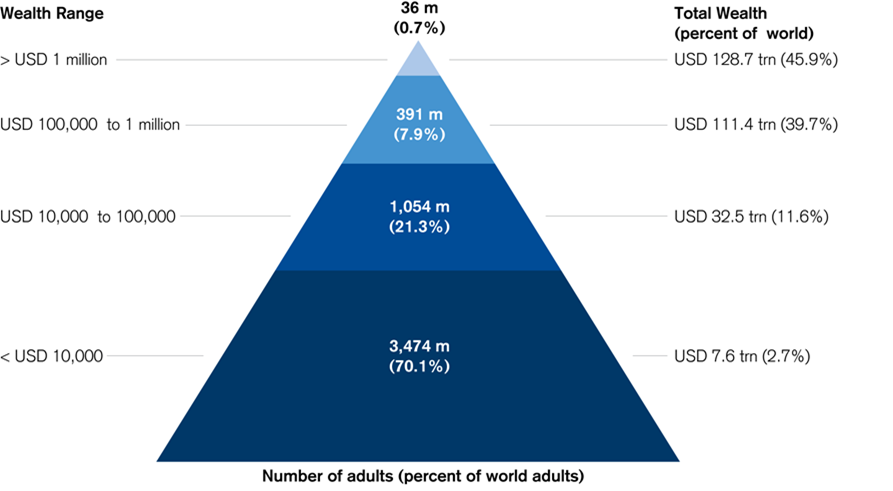 Wealth Range
36 m
(0.7%)
Total Wealth
(percent of world)
> USD 1 million
USD 128.7 trn (45.9%)
USD 100,000 to 1 million
391 m
(7.9%)
USD 111.4 trn (39.7%)
USD 10,000 to 100,000
1,054 m
(21.3%)
USD 32.5 trn (11.6%)
< USD 10,000
3,474 m
(70.1%)
USD 7.6 trn (2.7%)
Number of adults (percent of world adults)